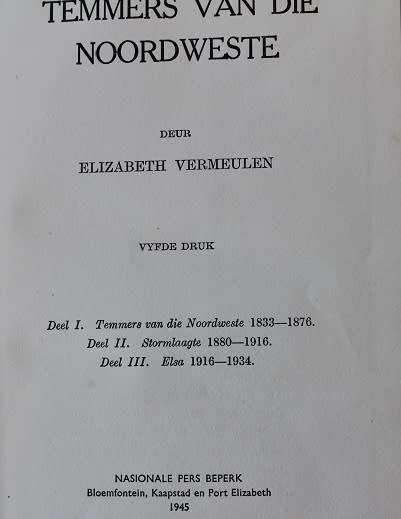 TEMMERS VAN DIE
NOORDWESTE
DEUR
ELIZABETH VERMEULEN
VYFDE DRUK
Deel I. Temmers van die Noordweste 1833—1876.
Deel II. Stormlaagte 1880—1916.
Deel III. Elsa 1916—1934.
NASIONALE PERS BEPERK
Bloemfontein, Kaapstad en Port Elizabeth
1945